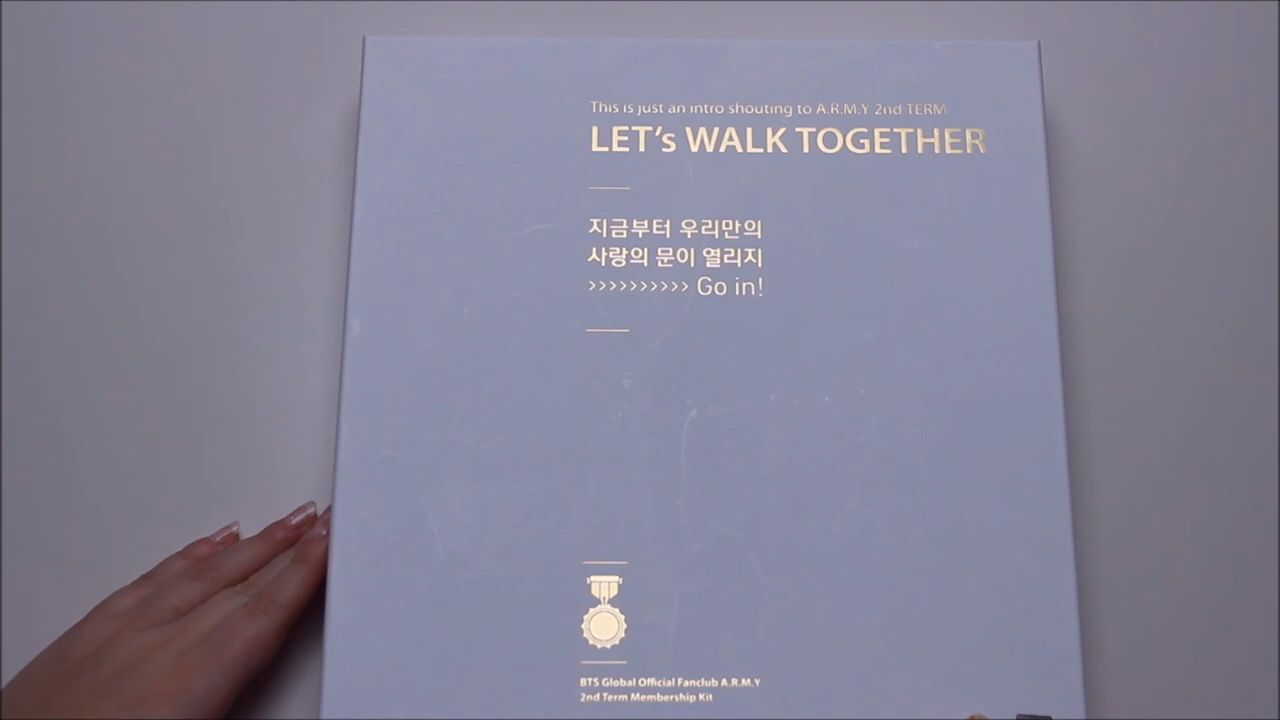 This is just an intro shouting to A.R.M.Y 2nd TERM
LET's WALK TOGETHER
지금부터 우리만의
사랑의 문이 열리지
>>>>>>>>>> Go in!
BTS Global Official Fanclub A.R.M.Y
2nd Term Membership Kit